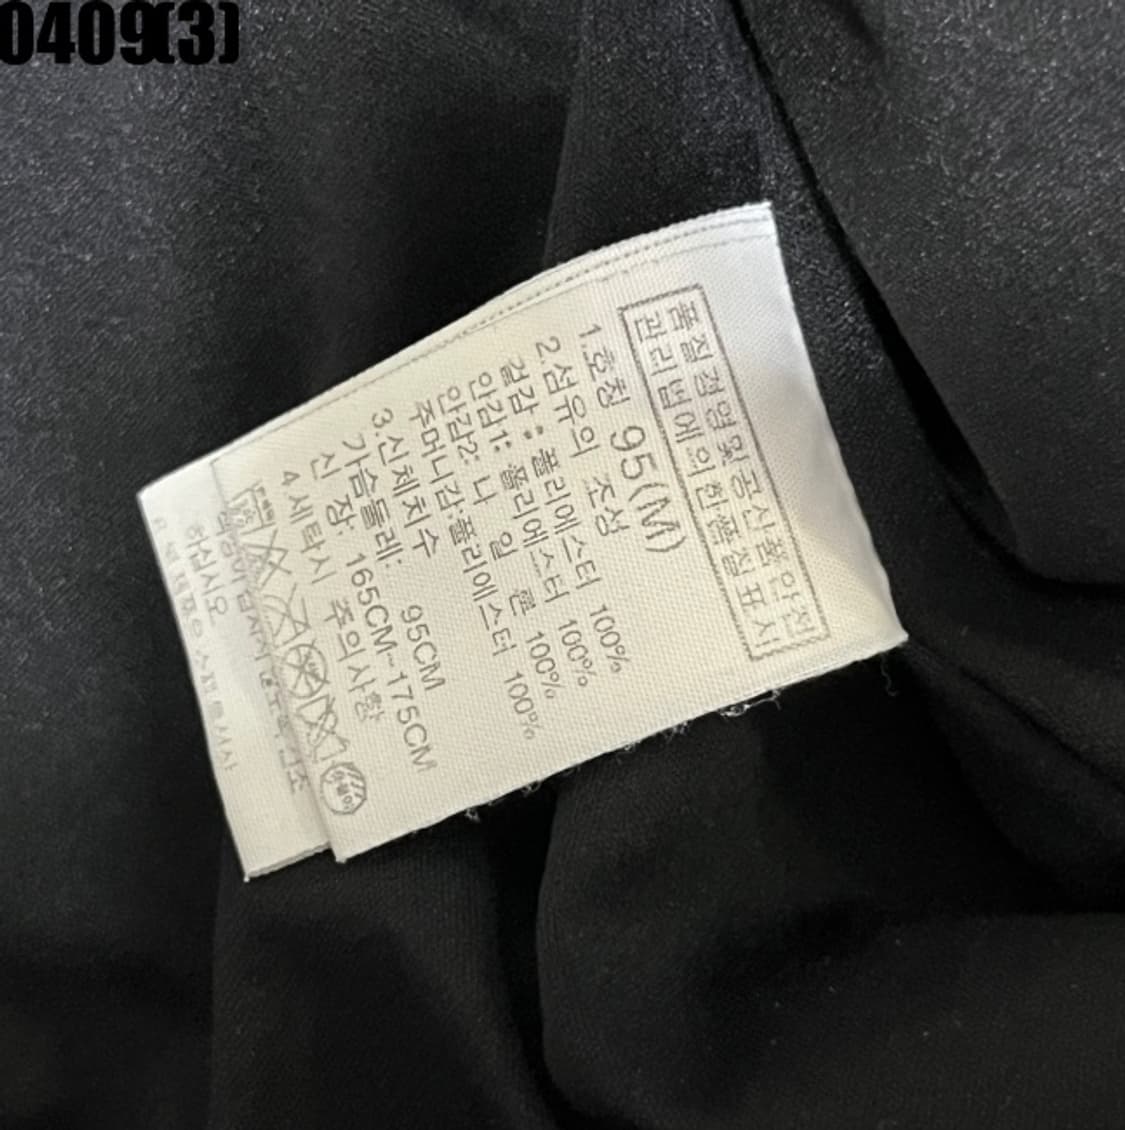 0409(3)
품질경영및공산품안전
관리법에의한품질표시
1.호칭 95(M)
2.섬유의 조성
겉감 : 폴리에스터 100%
안감1: 폴리에스터 100%
안감2: 나 일 론 100%
주머니감:폴리에스터 100%
3.신체치수
가슴둘레: 95CM
신 장: 165CM-175CM
4.세탁시 주의사항
하십시오